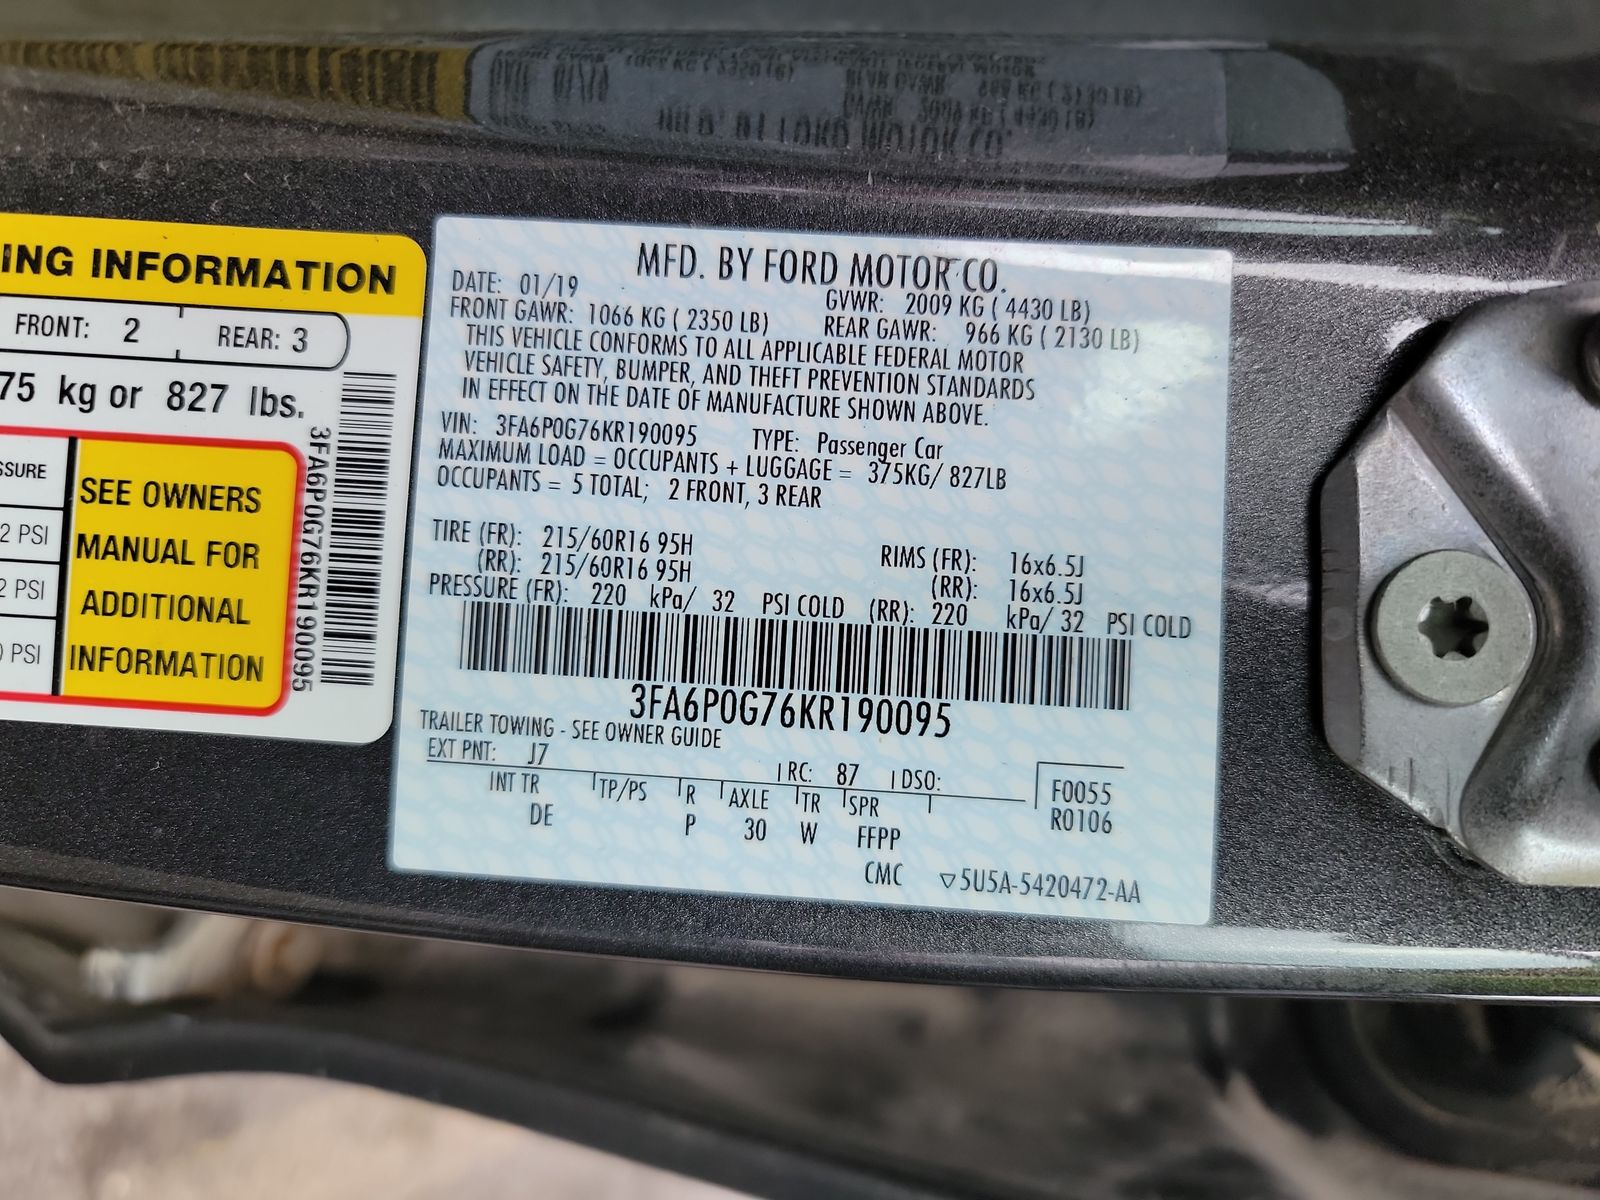 ING INFORMATION
FRONT: 2 REAR: 3
75 kg or 827 lbs.
SSURE
2 PSI
2 PSI
0 PSI
SEE OWNERS
MANUAL FOR
ADDITIONAL
INFORMATION
3FA6P0G76KR190095
MFD. BY FORD MOTOR CO.
DATE: 01/19 GVWR: 2009 KG ( 4430 LB)
FRONT GAWR: 1066 KG ( 2350 LB) REAR GAWR: 966 KG ( 2130 LB)
THIS VEHICLE CONFORMS TO ALL APPLICABLE FEDERAL MOTOR
VEHICLE SAFETY, BUMPER, AND THEFT PREVENTION STANDARDS
IN EFFECT ON THE DATE OF MANUFACTURE SHOWN ABOVE.
VIN: 3FA6P0G76KR190095 TYPE: Passenger Car
MAXIMUM LOAD = OCCUPANTS + LUGGAGE = 375KG/ 827LB
OCCUPANTS = 5 TOTAL; 2 FRONT, 3 REAR
TIRE (FR): 215/60R16 95H RIMS (FR): 16x6.5J
(RR): 215/60R16 95H (RR): 16x6.5J
PRESSURE (FR): 220 kPa/ 32 PSI COLD (RR): 220 kPa/ 32 PSI COLD
3FA6P0G76KR190095
TRAILER TOWING - SEE OWNER GUIDE
EXT PNT: J7 RC: 87 DSO:
INT TR TP/PS R AXLE TR SPR F0055
DE P 30 W FFPP R0106
CMC ▽5U5A-5420472-AA